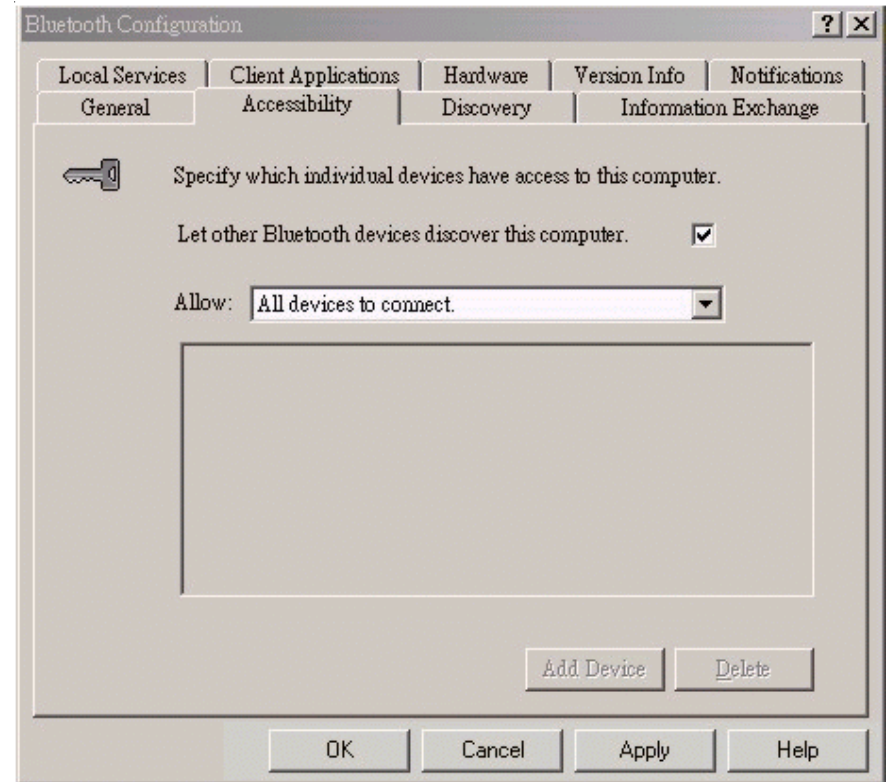 Bluetooth Configuration
Local Services Client Applications Hardware Version Info Notifications
General Accessibility Discovery Information Exchange
Specify which individual devices have access to this computer.
Let other Bluetooth devices discover this computer.
Allow: All devices to connect.
Add Device Delete
OK Cancel Apply Help